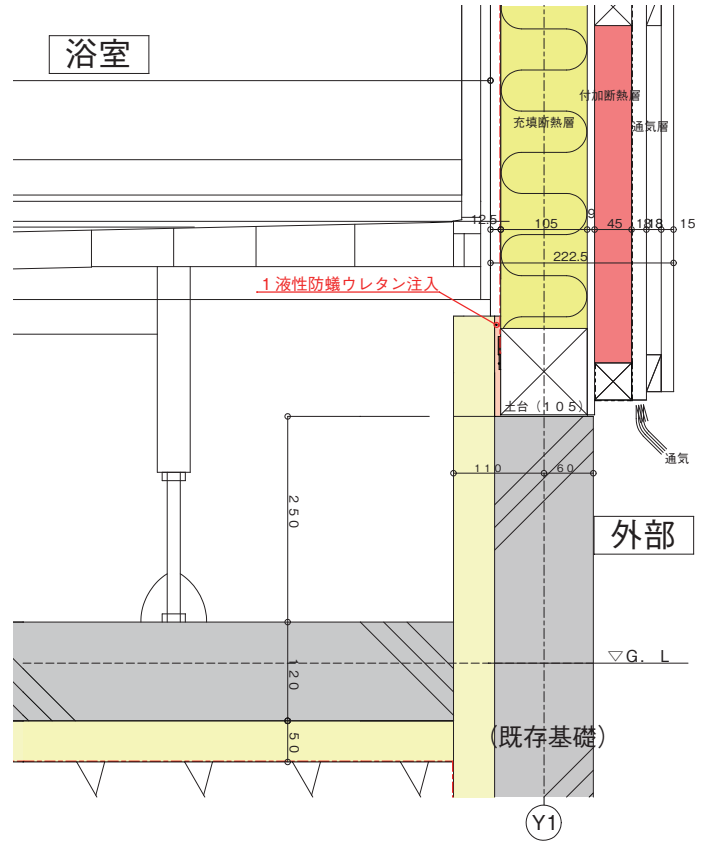 浴室
付加断熱層
充填断熱層
通気層
12.5
105
9
45
18
18
15
222.5
1液性防蟻ウレタン注入
土台(105)
通気
110
60
250
外部
▽G. L
120
50
(既存基礎)
Y1